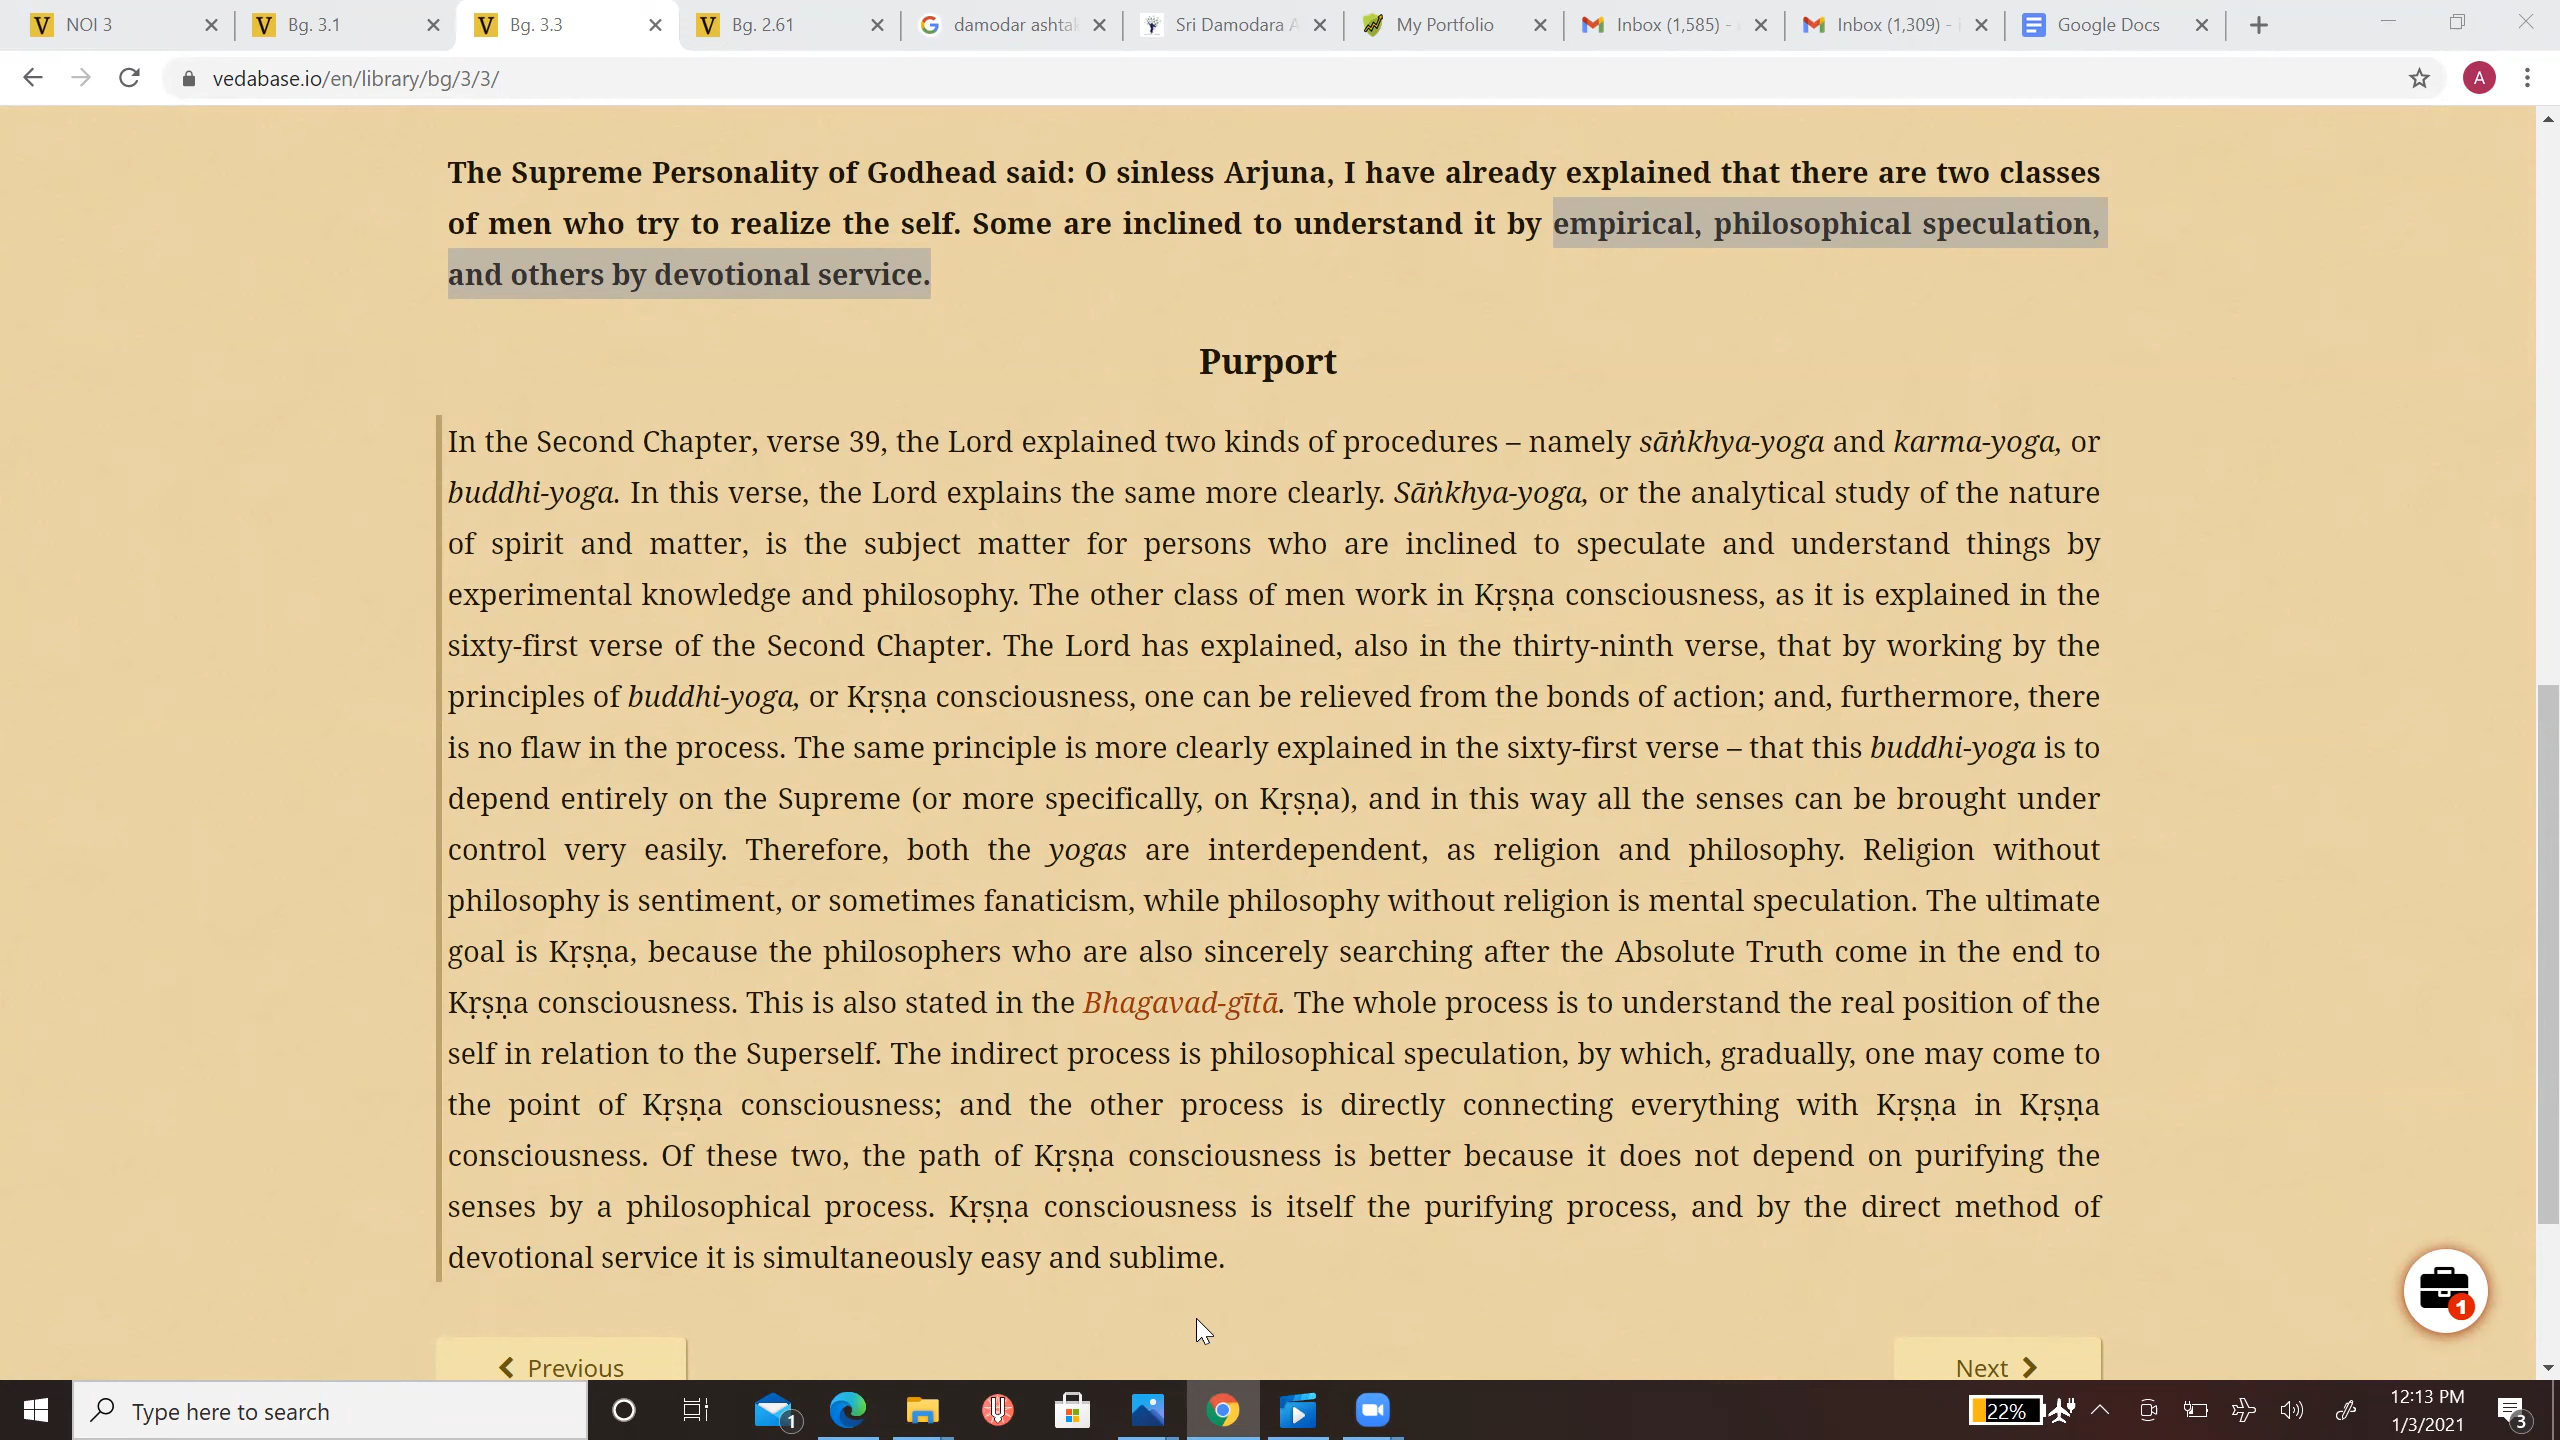 NOI 3
Bg. 3.1
Bg. 3.3
Bg. 2.61
damodar ashtak
Sri Damodara A
My Portfolio
Inbox (1,585) -
Inbox (1,309) -
Google Docs
vedabase.io/en/library/bg/3/3/
A
The Supreme Personality of Godhead said: O sinless Arjuna, I have already explained that there are two classes
of men who try to realize the self. Some are inclined to understand it by empirical, philosophical speculation,
and others by devotional service.
Purport
In the Second Chapter, verse 39, the Lord explained two kinds of procedures – namely sāṅkhya-yoga and karma-yoga, or
buddhi-yoga. In this verse, the Lord explains the same more clearly. Sāṅkhya-yoga, or the analytical study of the nature
of spirit and matter, is the subject matter for persons who are inclined to speculate and understand things by
experimental knowledge and philosophy. The other class of men work in Kṛṣṇa consciousness, as it is explained in the
sixty-first verse of the Second Chapter. The Lord has explained, also in the thirty-ninth verse, that by working by the
principles of buddhi-yoga, or Kṛṣṇa consciousness, one can be relieved from the bonds of action; and, furthermore, there
is no flaw in the process. The same principle is more clearly explained in the sixty-first verse – that this buddhi-yoga is to
depend entirely on the Supreme (or more specifically, on Kṛṣṇa), and in this way all the senses can be brought under
control very easily. Therefore, both the yogas are interdependent, as religion and philosophy. Religion without
philosophy is sentiment, or sometimes fanaticism, while philosophy without religion is mental speculation. The ultimate
goal is Kṛṣṇa, because the philosophers who are also sincerely searching after the Absolute Truth come in the end to
Kṛṣṇa consciousness. This is also stated in the Bhagavad-gītā. The whole process is to understand the real position of the
self in relation to the Superself. The indirect process is philosophical speculation, by which, gradually, one may come to
the point of Kṛṣṇa consciousness; and the other process is directly connecting everything with Kṛṣṇa in Kṛṣṇa
consciousness. Of these two, the path of Kṛṣṇa consciousness is better because it does not depend on purifying the
senses by a philosophical process. Kṛṣṇa consciousness is itself the purifying process, and by the direct method of
devotional service it is simultaneously easy and sublime.
1
Previous
Next
Type here to search
1
22%
12:13 PM
1/3/2021
3